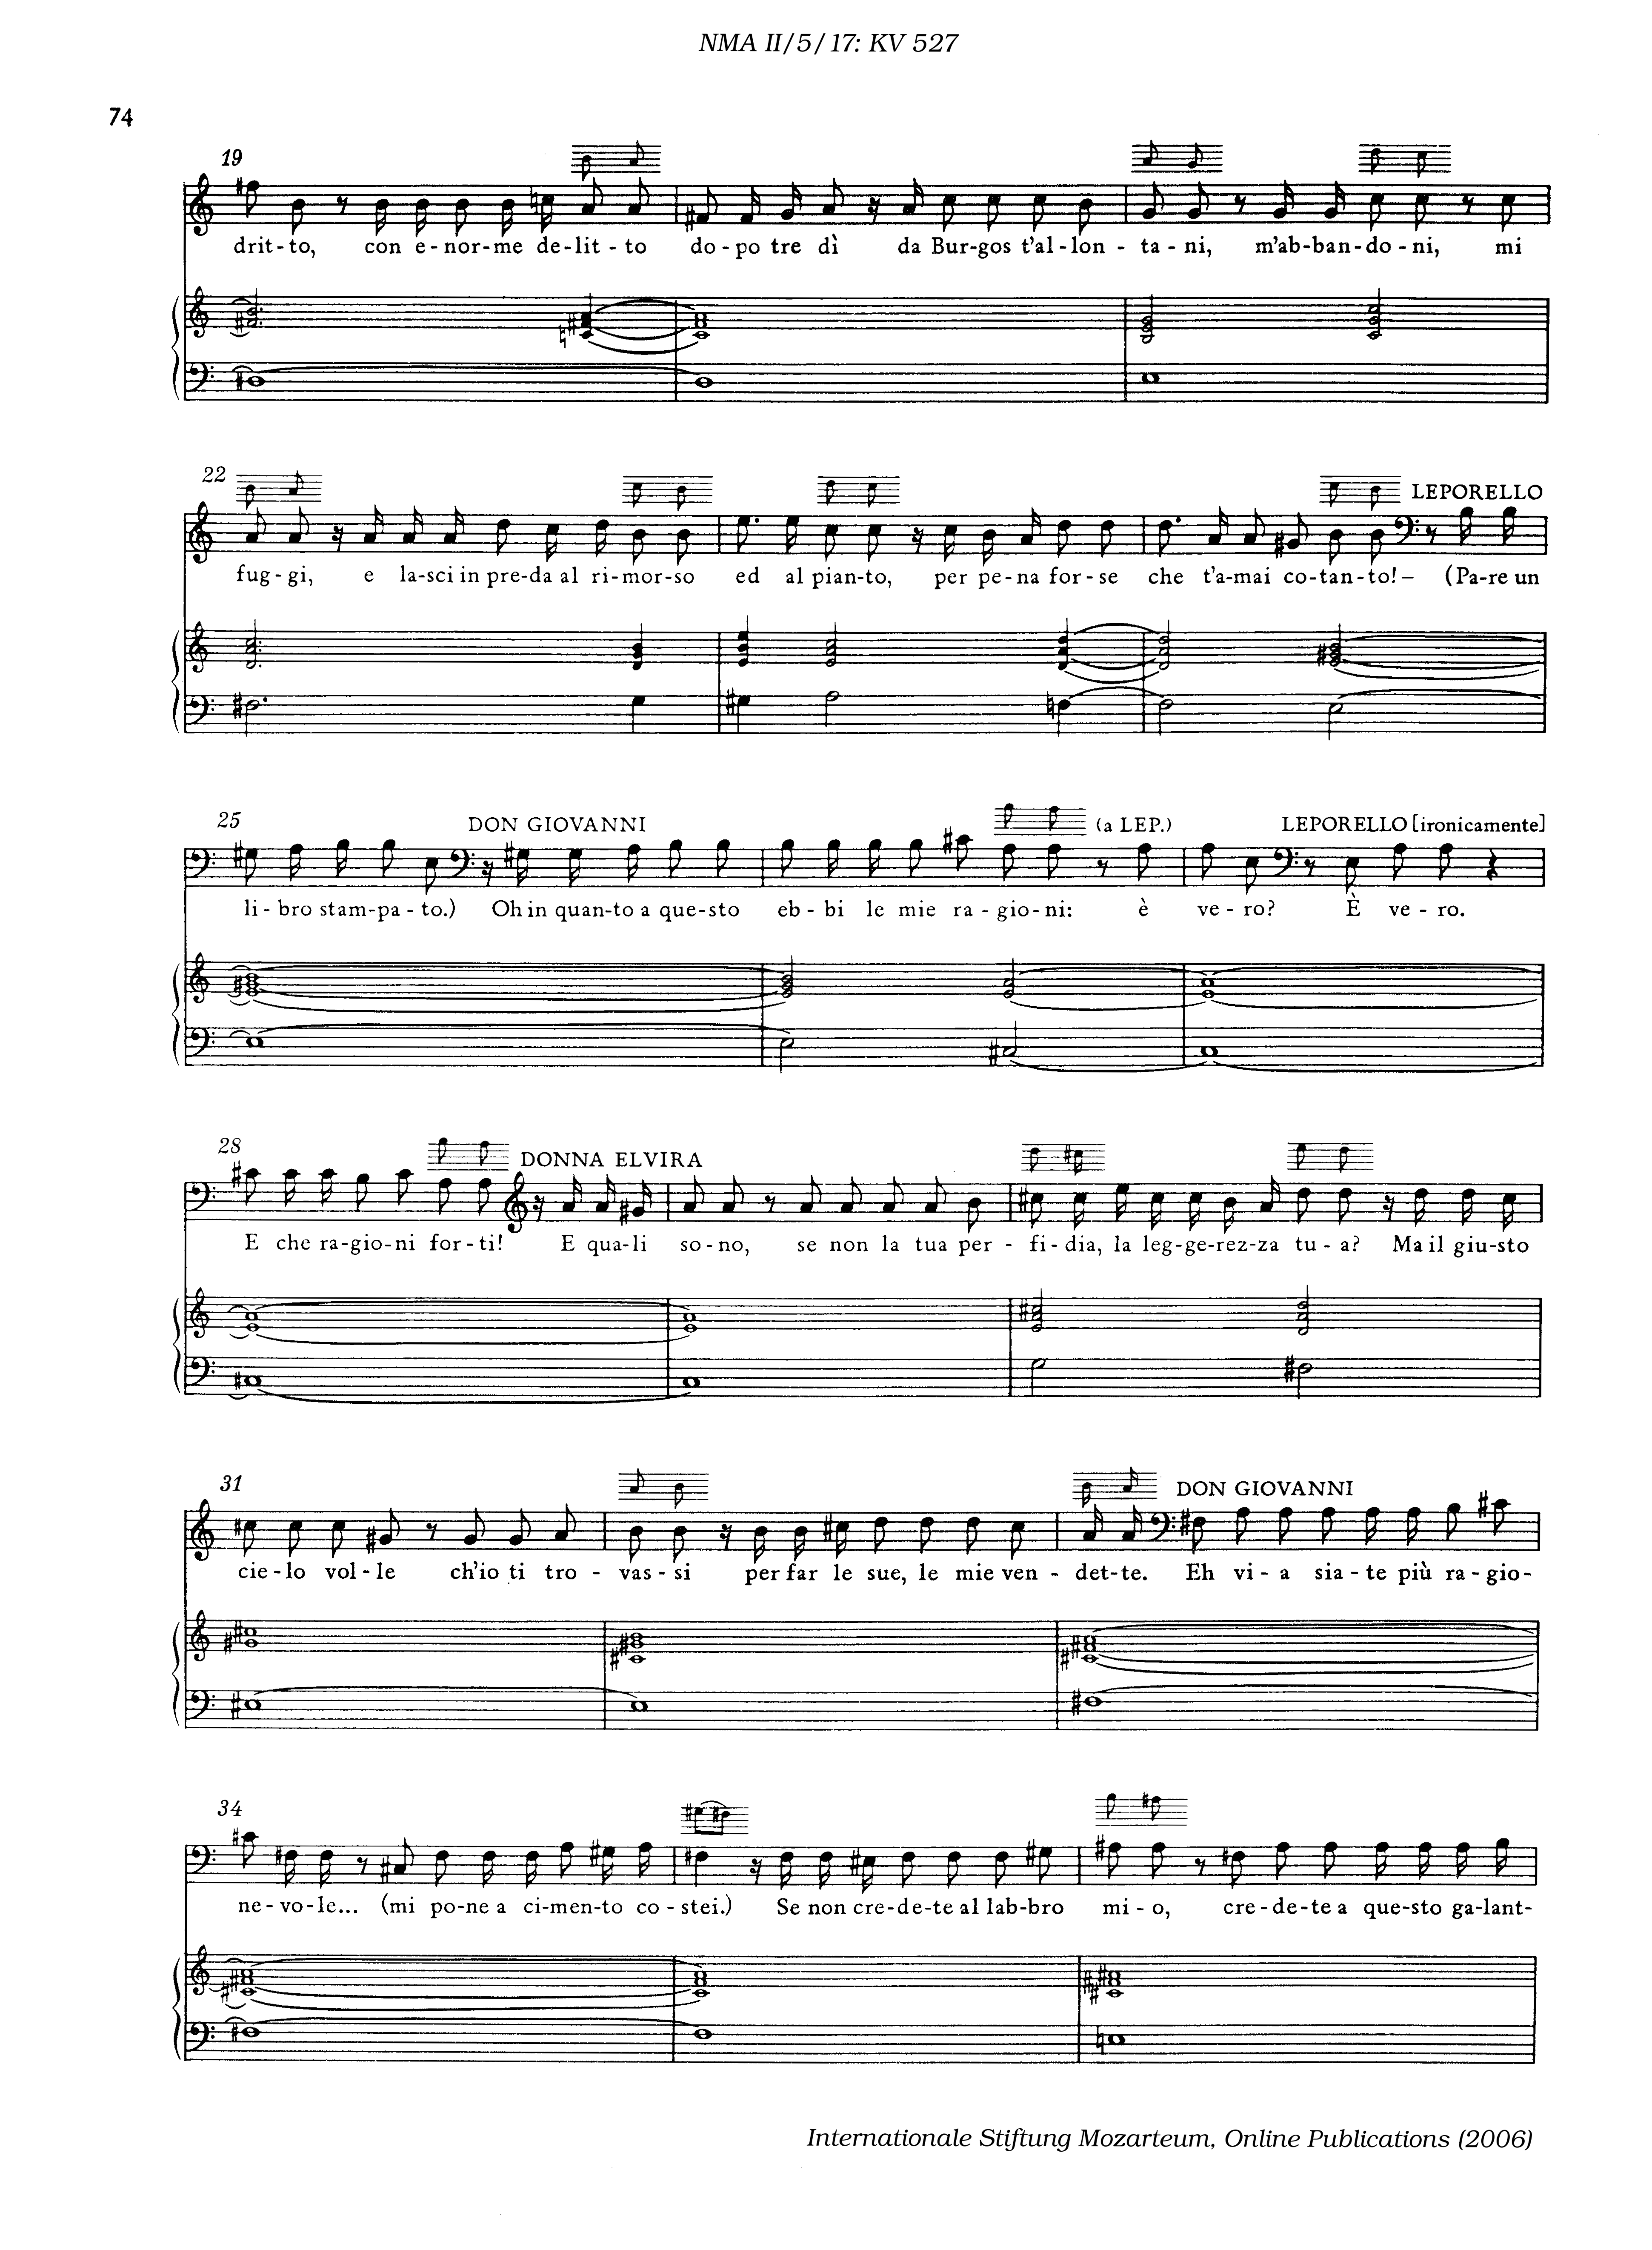 NMA II/5/17: KV 527
74
19
drit-to, con e-nor-me de-lit-to do-po tre dì da Bur-gos t'al-lon-ta-ni, m'ab-ban-do-ni, mi
22
LEPORELLO
fug-gi, e la-sci in pre-da al ri-mor-so ed al pian-to, per pe-na for-se che t'a-mai co-tan-to!– (Pa-re un
25
DON GIOVANNI (a LEP.) LEPORELLO [ironicamente]
li-bro stam-pa-to.) Oh in quan-to a que-sto eb-bi le mie ra-gio-ni: è ve-ro? È ve-ro.
28
DONNA ELVIRA
E che ra-gio-ni for-ti! E qua-li so-no, se non la tua per-fi-dia, la leg-ge-rez-za tu-a? Ma il giu-sto
31
DON GIOVANNI
cie-lo vol-le ch'io ti tro-vas-si per far le sue, le mie ven-det-te. Eh vi-a sia-te più ra-gio-
34
ne-vo-le... (mi po-ne a ci-men-to co-stei.) Se non cre-de-te al lab-bro mi-o, cre-de-te a que-sto ga-lant-
Internationale Stiftung Mozarteum, Online Publications (2006)